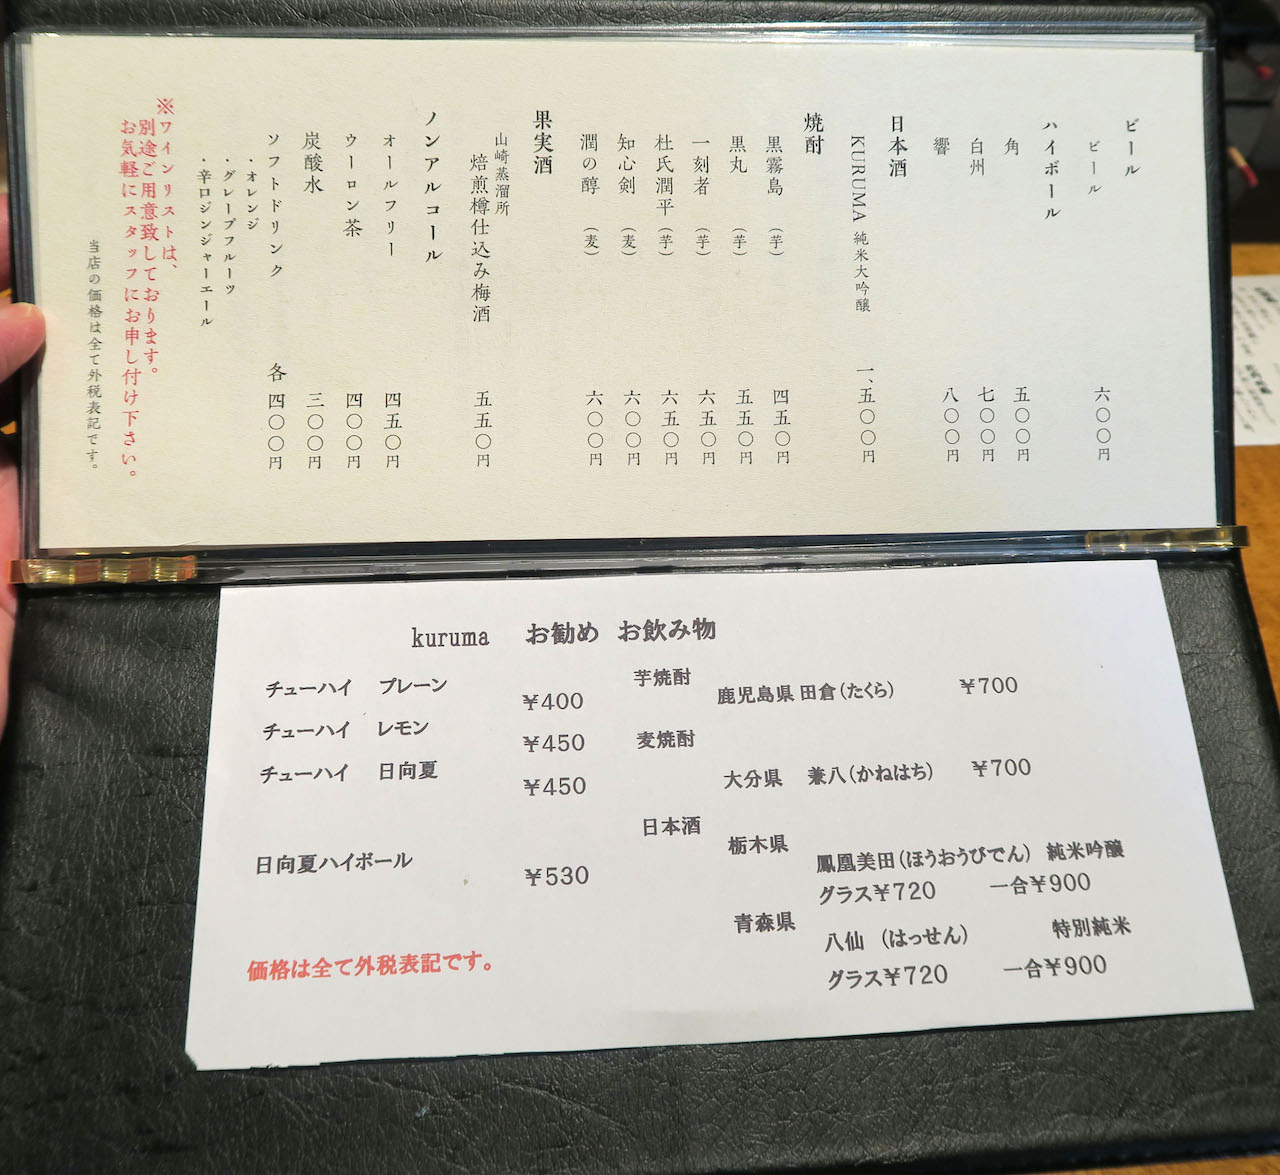 ビール
ビール 六〇〇円
ハイボール
角 五〇〇円
白州 七〇〇円
響 八〇〇円
日本酒
KURUMA 純米大吟醸 一、五〇〇円
焼酎
黒霧島（芋） 四五〇円
黒丸（芋） 五五〇円
一刻者（芋） 六五〇円
杜氏潤平（芋） 六五〇円
知心剣（麦） 六〇〇円
潤の醇（麦） 六〇〇円
果実酒
山崎蒸溜所
焙煎樽仕込み梅酒 五五〇円
ノンアルコール
オールフリー 四五〇円
ウーロン茶 四〇〇円
炭酸水 三〇〇円
ソフトドリンク 各四〇〇円
・オレンジ
・グレープフルーツ
・辛口ジンジャーエール
※ワインリストは、
別途ご用意致しております。
お気軽にスタッフにお申し付け下さい。
当店の価格は全て外税表記です。
kuruma お勧め お飲み物
チューハイ プレーン ¥400
チューハイ レモン ¥450
チューハイ 日向夏 ¥450
日向夏ハイボール ¥530
価格は全て外税表記です。
芋焼酎
鹿児島県 田倉（たくら） ¥700
麦焼酎
大分県 兼八（かねはち） ¥700
日本酒
栃木県
鳳凰美田（ほうおうびでん） 純米吟醸
グラス¥720 一合¥900
青森県
八仙 （はっせん） 特別純米
グラス¥720 一合¥900